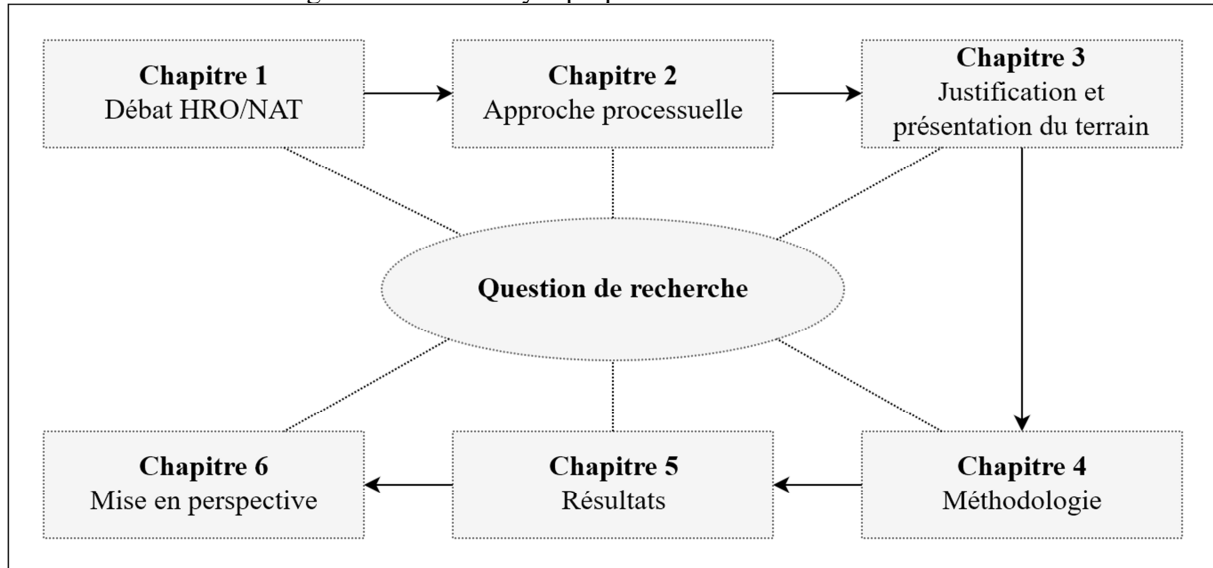 Chapitre 1
Débat HRO/NAT
Chapitre 2
Approche processuelle
Chapitre 3
Justification et
présentation du terrain
Question de recherche
Chapitre 6
Mise en perspective
Chapitre 5
Résultats
Chapitre 4
Méthodologie